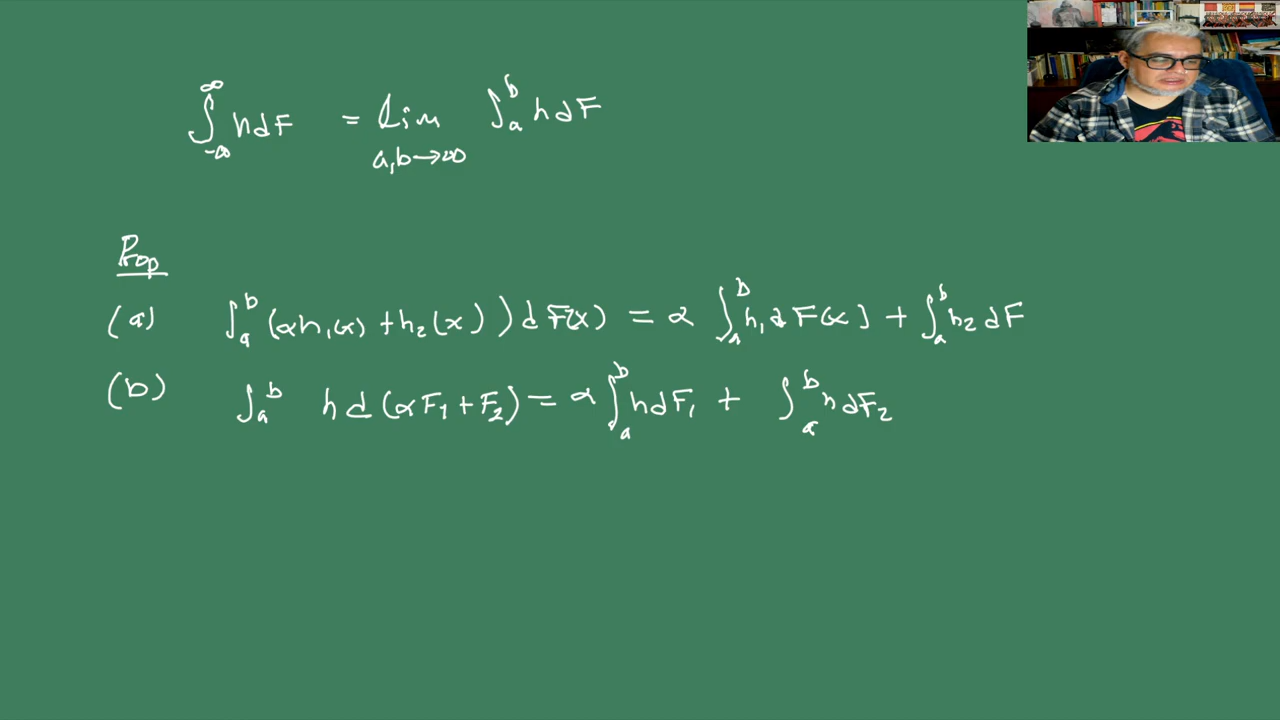 ∫_{-∞}^{∞} h dF = Lim_{a,b→∞} ∫_a^b h dF
Prop
(a) ∫_a^b (αh₁(x) + h₂(x)) dF(x) = α ∫_a^b h₁ dF(x) + ∫_a^b h₂ dF
(b) ∫_a^b h d(αF₁ + F₂) = α ∫_a^b h dF₁ + ∫_a^b h dF₂